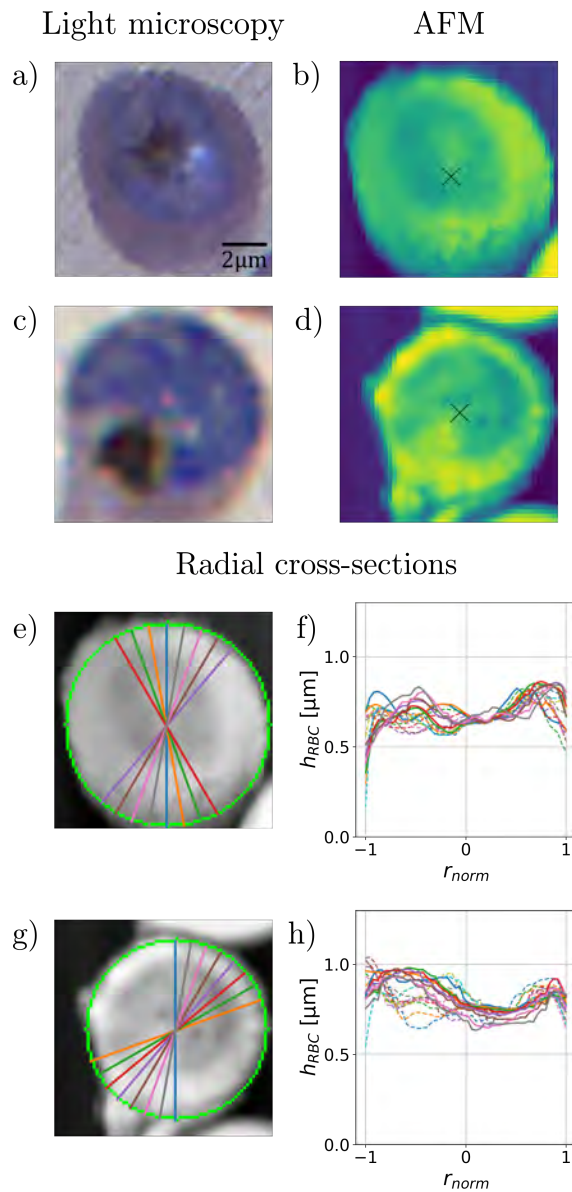 Light microscopy AFM
a) b)
2μm
c) d)
Radial cross-sections
e) f)
1.0
0.5
0.0
h_RBC [μm]
−1 0 1
r_norm
g) h)
1.0
0.5
0.0
h_RBC [μm]
−1 0 1
r_norm